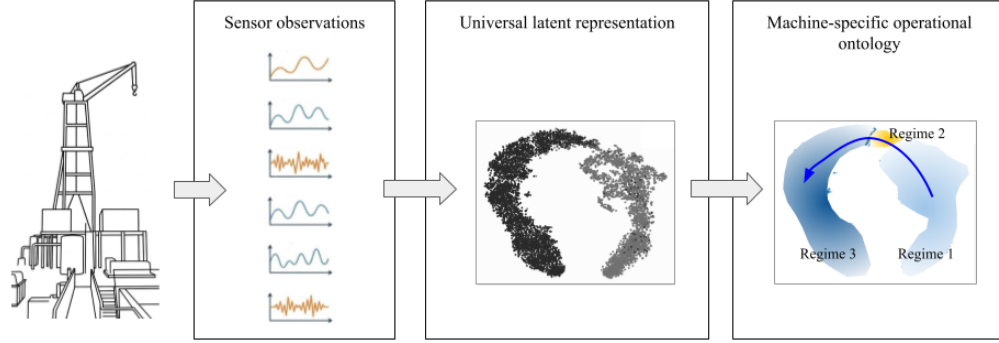 Sensor observations
Universal latent representation
Machine-specific operational
ontology
Regime 2
Regime 3
Regime 1